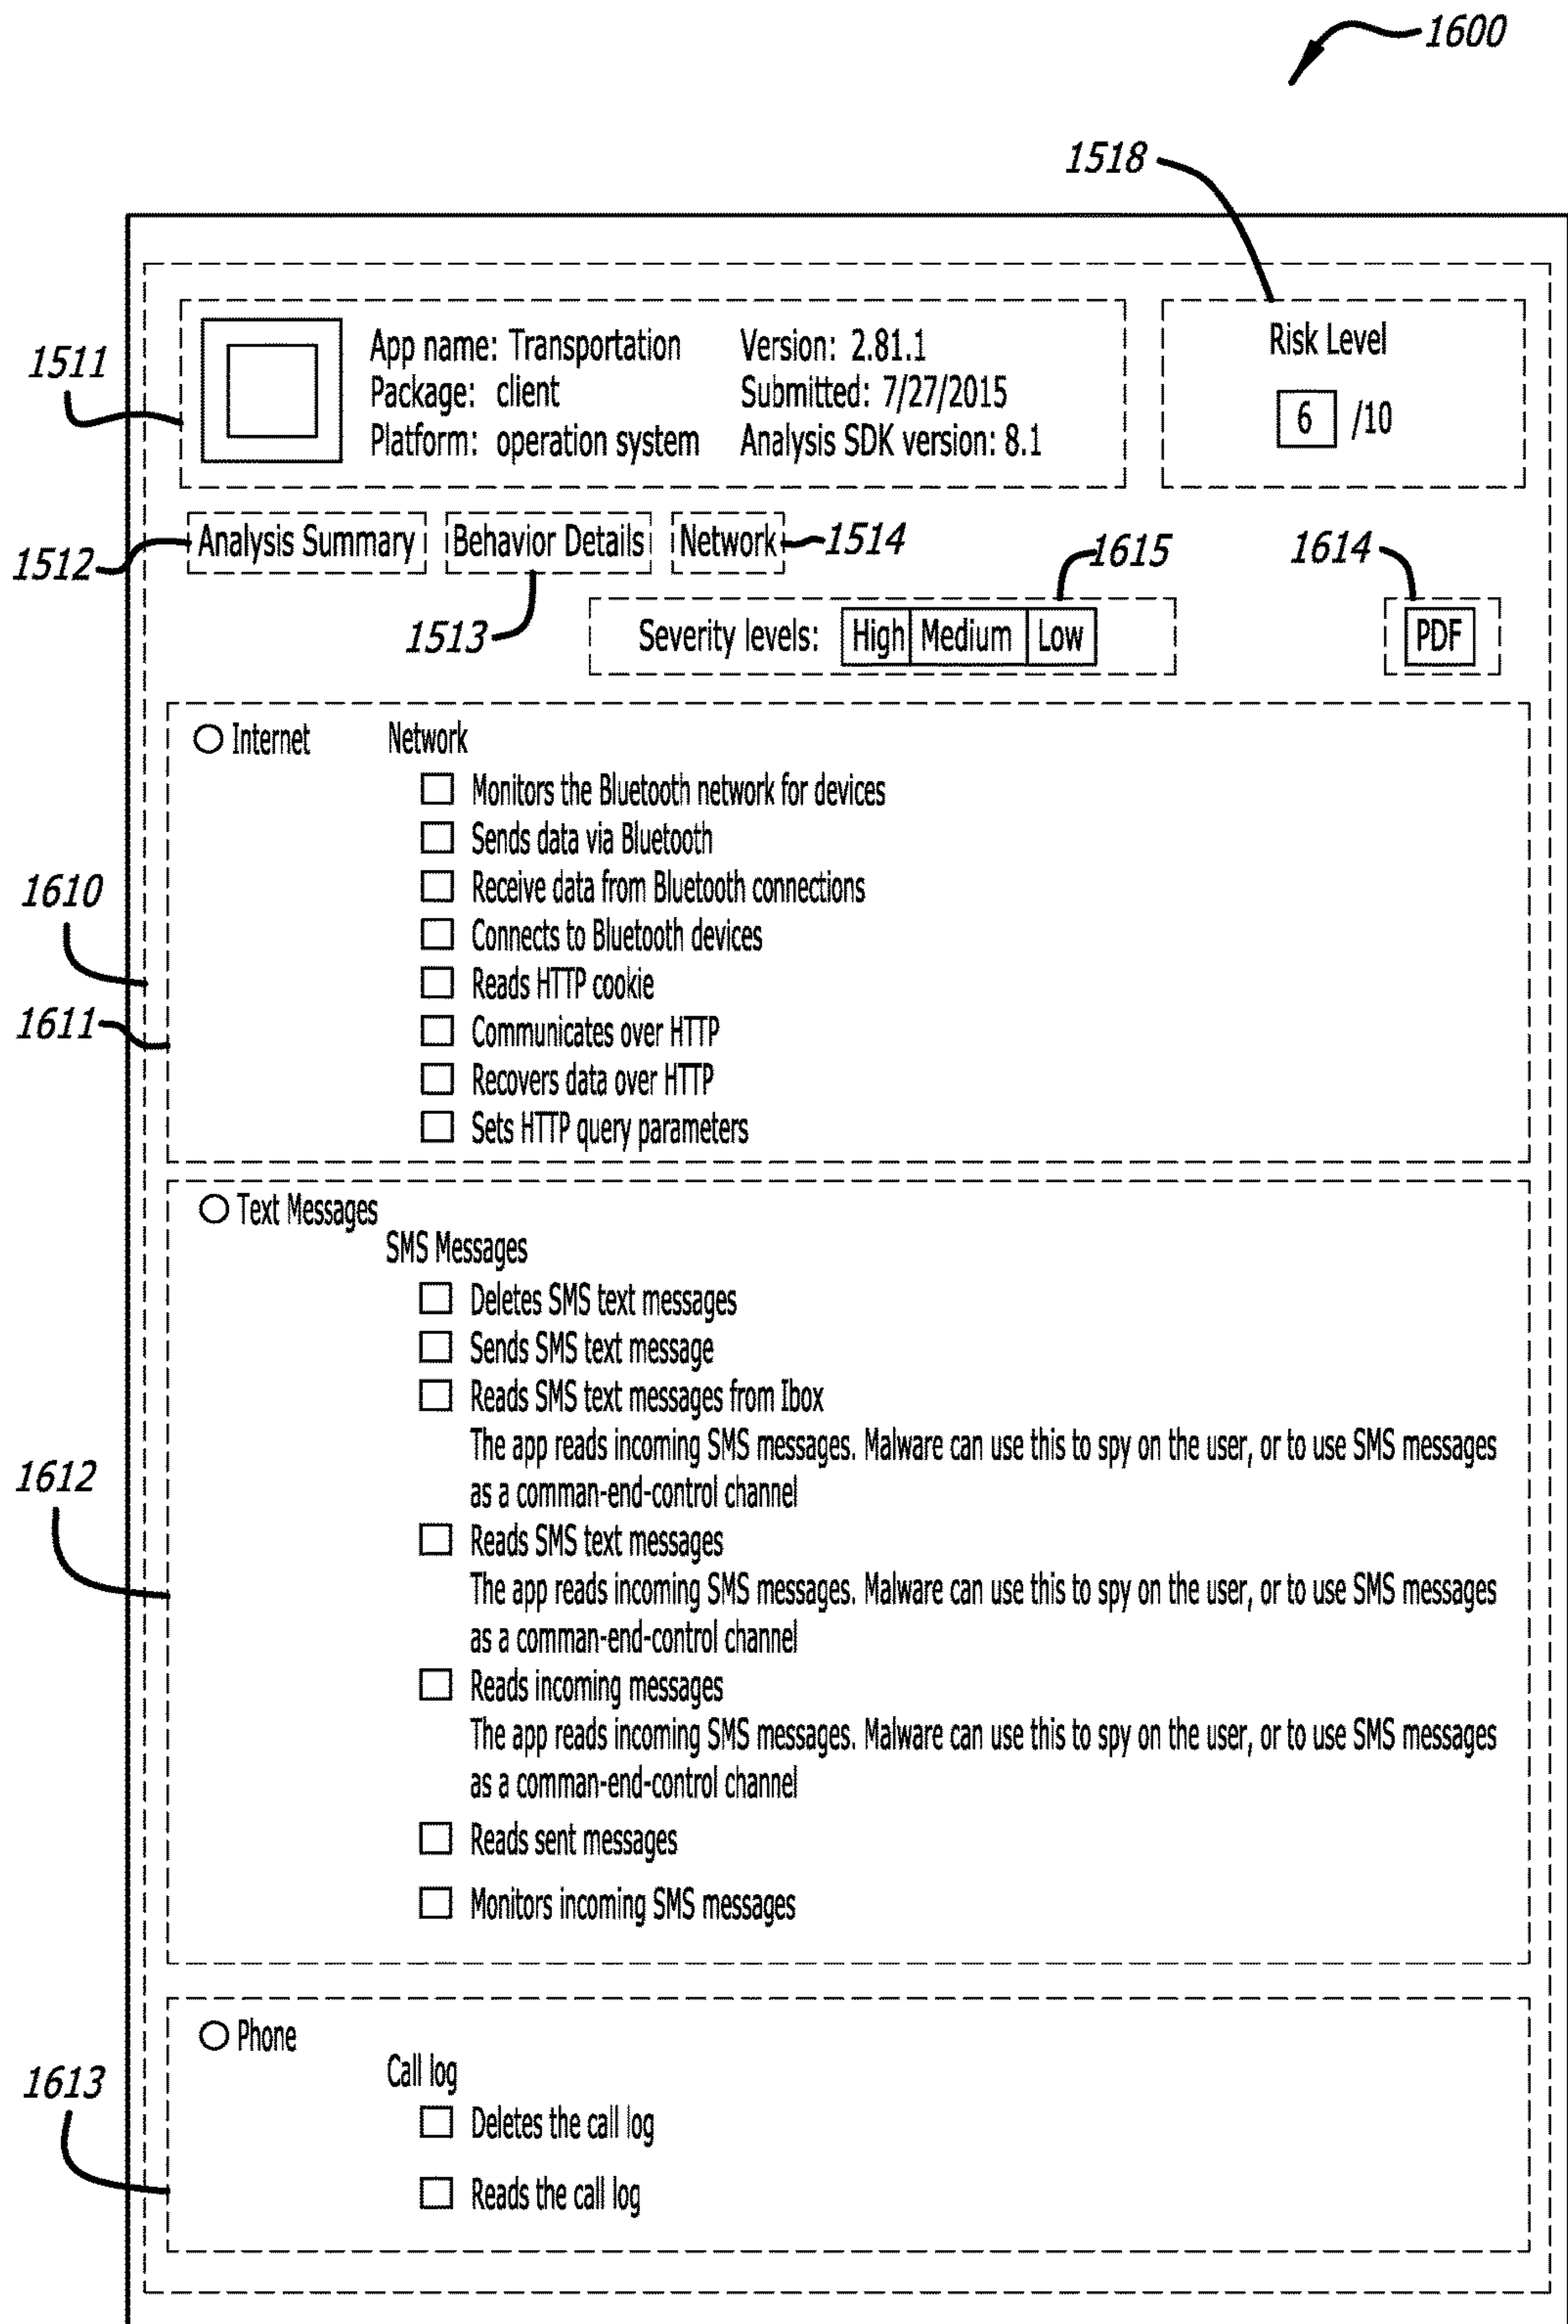 1600
1518
1511
App name: Transportation Version: 2.81.1
Package: client Submitted: 7/27/2015
Platform: operation system Analysis SDK version: 8.1
Risk Level
6 /10
1512
Analysis Summary Behavior Details Network
1514
1513
1615
1614
Severity levels: High Medium Low
PDF
Internet Network
Monitors the Bluetooth network for devices
Sends data via Bluetooth
Receive data from Bluetooth connections
1610
Connects to Bluetooth devices
Reads HTTP cookie
1611
Communicates over HTTP
Recovers data over HTTP
Sets HTTP query parameters
Text Messages
SMS Messages
Deletes SMS text messages
Sends SMS text message
Reads SMS text messages from Ibox
The app reads incoming SMS messages. Malware can use this to spy on the user, or to use SMS messages
1612
as a comman-end-control channel
Reads SMS text messages
The app reads incoming SMS messages. Malware can use this to spy on the user, or to use SMS messages
as a comman-end-control channel
Reads incoming messages
The app reads incoming SMS messages. Malware can use this to spy on the user, or to use SMS messages
as a comman-end-control channel
Reads sent messages
Monitors incoming SMS messages
Phone
1613
Call log
Deletes the call log
Reads the call log